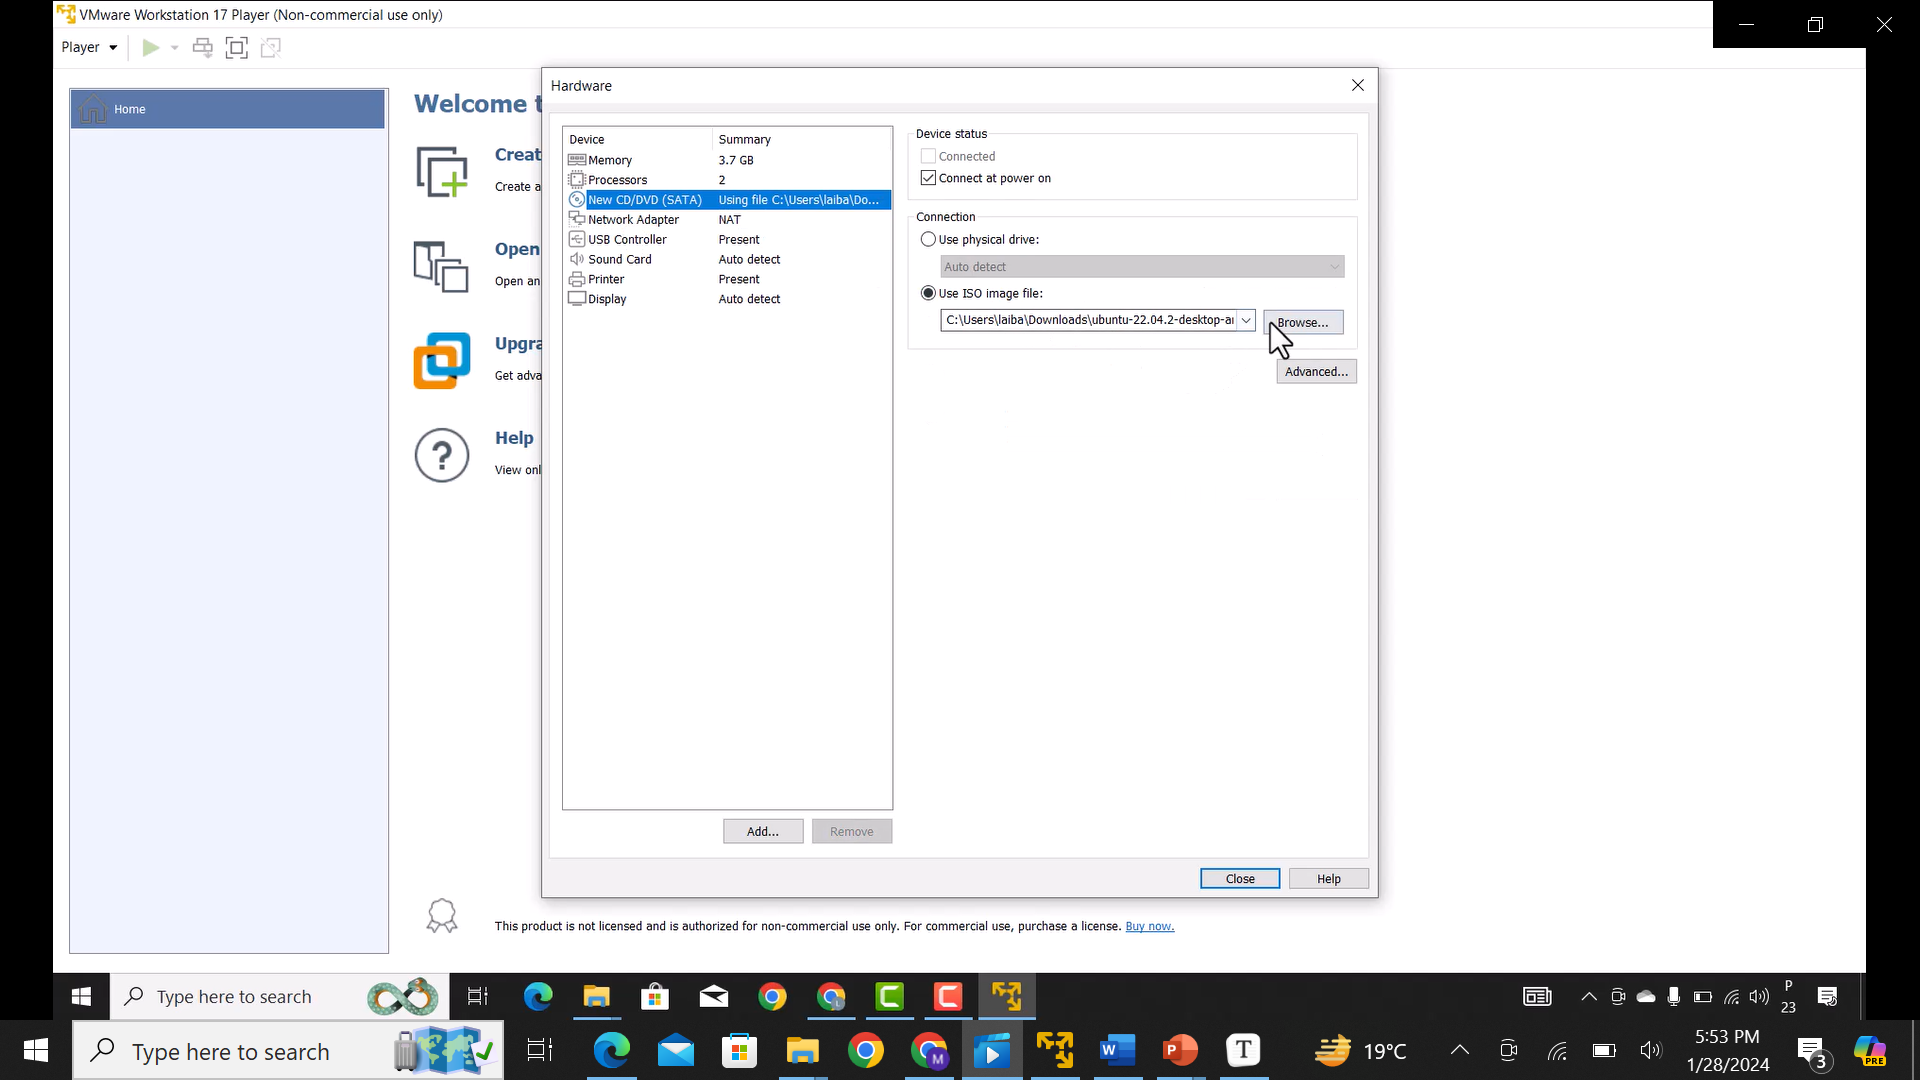 VMware Workstation 17 Player (Non-commercial use only)
Player
Home
Welcome t
Creat
Create a
Open
Open an
Upgra
Get adva
Help
View onl
Hardware
Device Summary
Memory 3.7 GB
Processors 2
New CD/DVD (SATA) Using file C:\Users\laiba\Do...
Network Adapter NAT
USB Controller Present
Sound Card Auto detect
Printer Present
Display Auto detect
Add... Remove
Device status
Connected
Connect at power on
Connection
Use physical drive:
Auto detect
Use ISO image file:
C:\Users\laiba\Downloads\ubuntu-22.04.2-desktop-a
Browse...
Advanced...
Close Help
This product is not licensed and is authorized for non-commercial use only. For commercial use, purchase a license. Buy now.
Type here to search
L
P
23
Type here to search
M
W
P
T
19°C
5:53 PM
1/28/2024
3
PRE